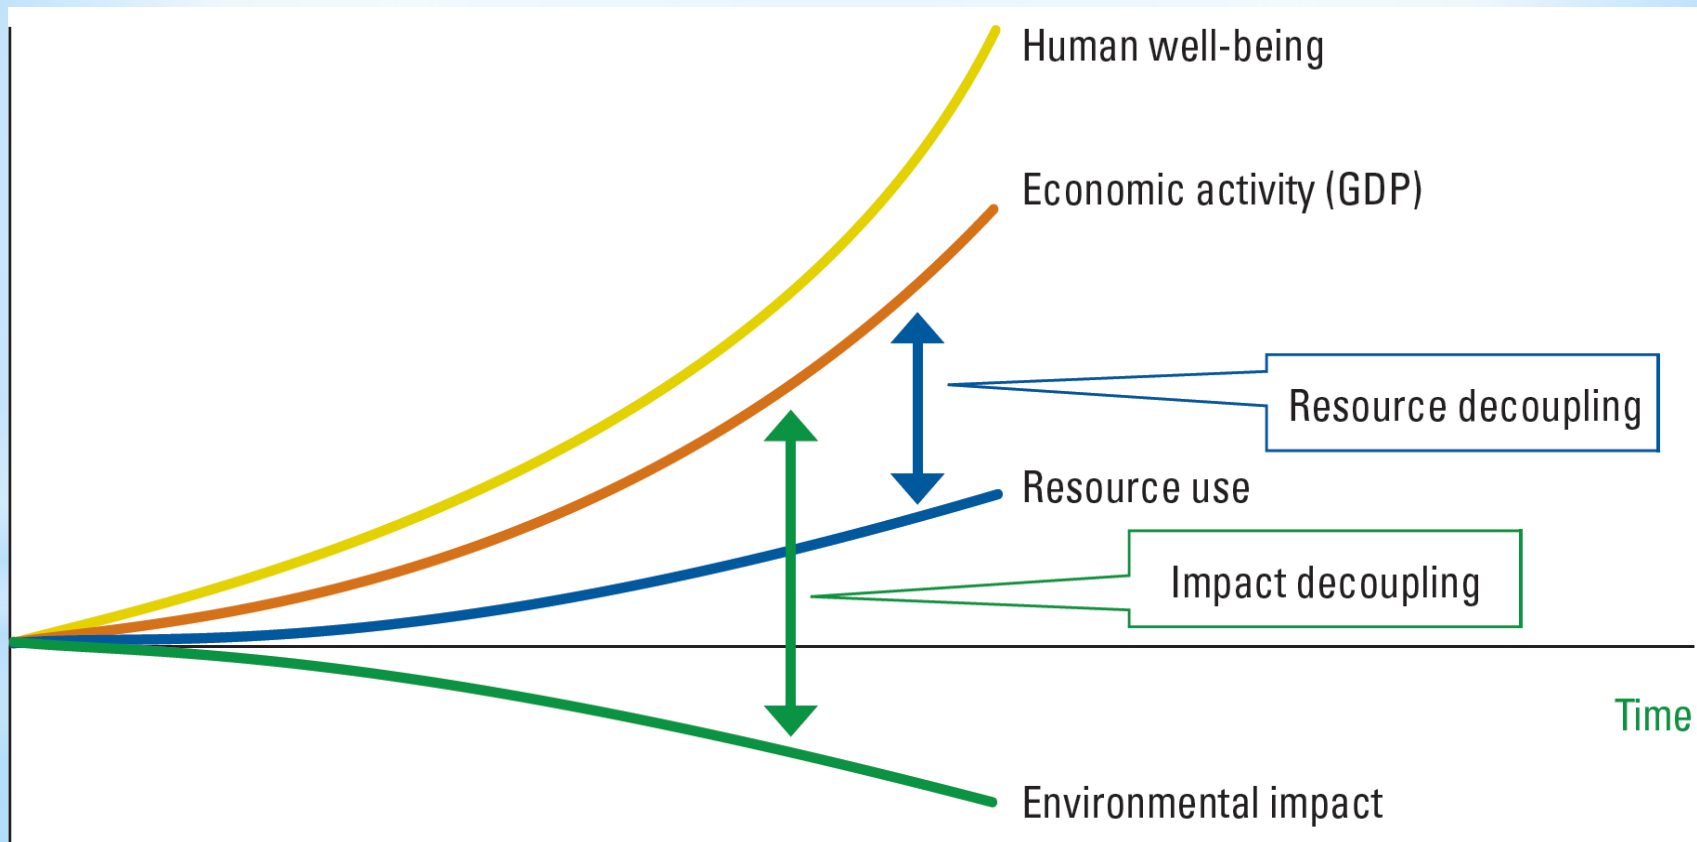 Human well-being
Economic activity (GDP)
Resource decoupling
Resource use
Impact decoupling
Time
Environmental impact